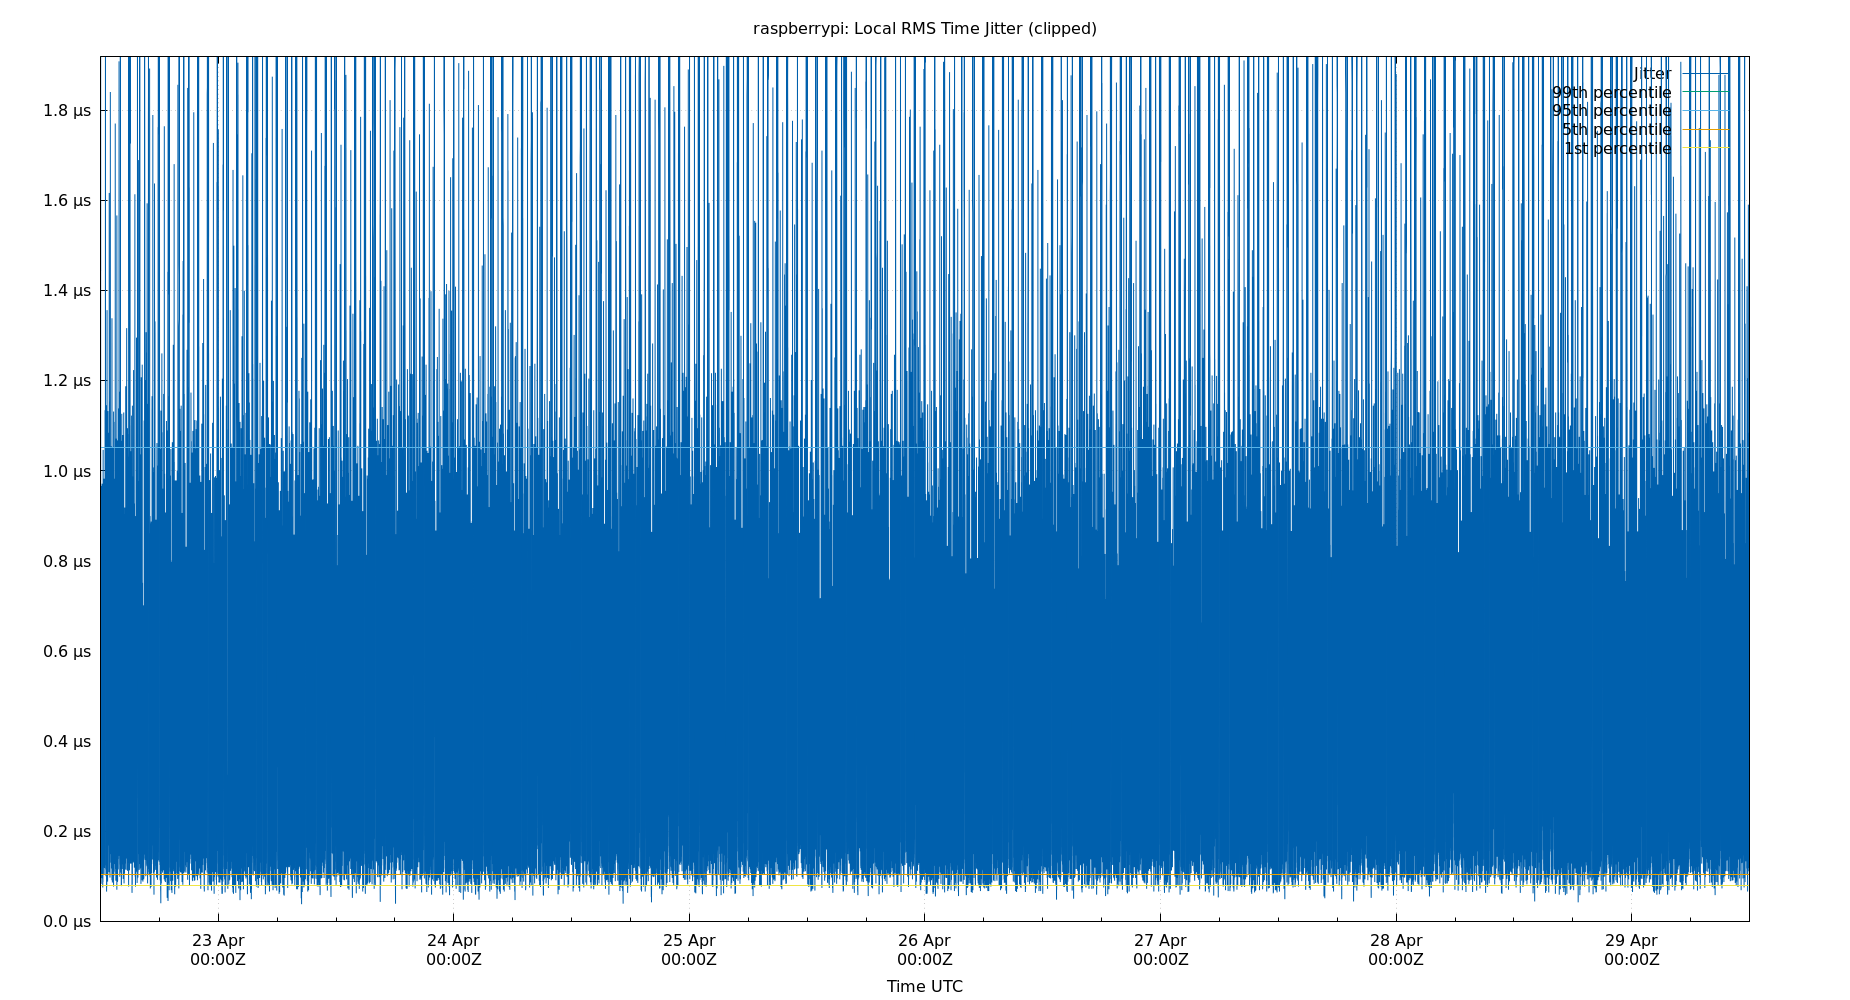 raspberrypi: Local RMS Time Jitter (clipped)
Jitter
99th percentile
95th percentile
5th percentile
1st percentile
1.8 μs
1.6 μs
1.4 μs
1.2 μs
1.0 μs
0.8 μs
0.6 μs
0.4 μs
0.2 μs
0.0 μs
23 Apr 24 Apr 25 Apr 26 Apr 27 Apr 28 Apr 29 Apr
00:00Z 00:00Z 00:00Z 00:00Z 00:00Z 00:00Z 00:00Z
Time UTC